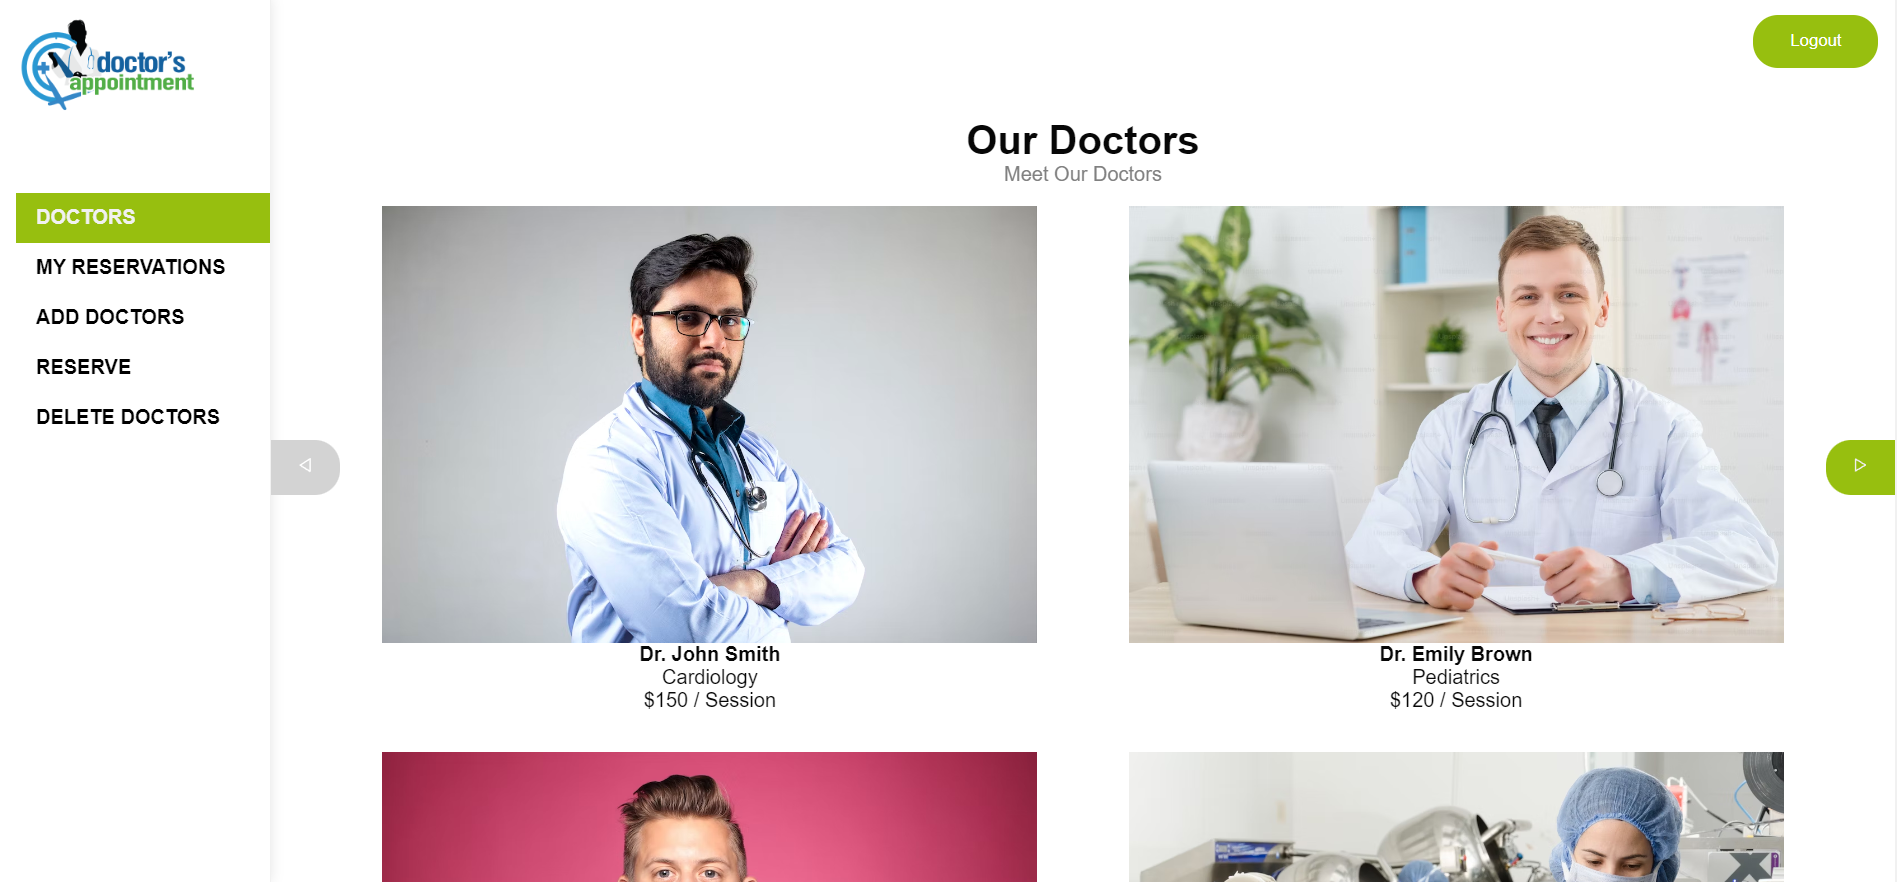 doctor's
appointment
Logout
DOCTORS
MY RESERVATIONS
ADD DOCTORS
RESERVE
DELETE DOCTORS
Our Doctors
Meet Our Doctors
Dr. John Smith
Cardiology
$150 / Session
Dr. Emily Brown
Pediatrics
$120 / Session